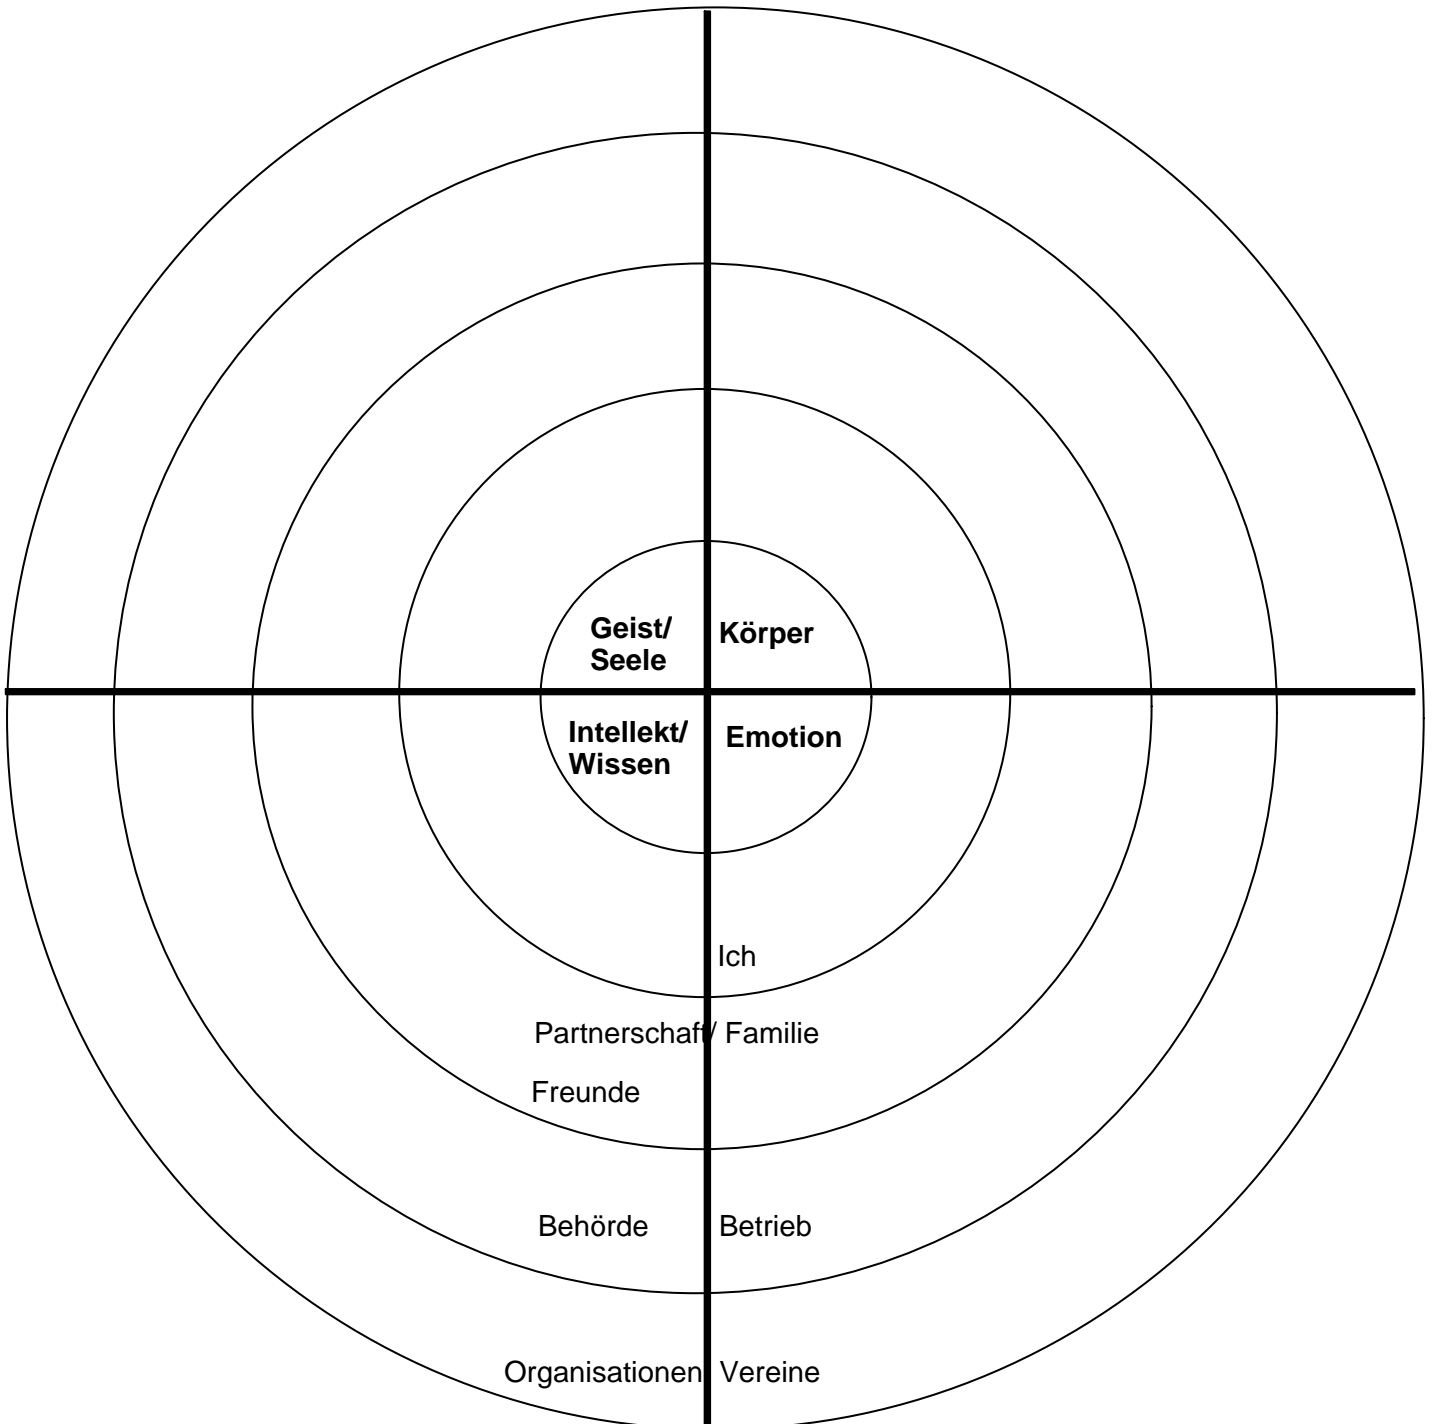 Geist/
Seele
Körper
Intellekt/
Wissen
Emotion
Ich
Partnerschaft/ Familie
Freunde
Behörde
Betrieb
Organisationen
Vereine